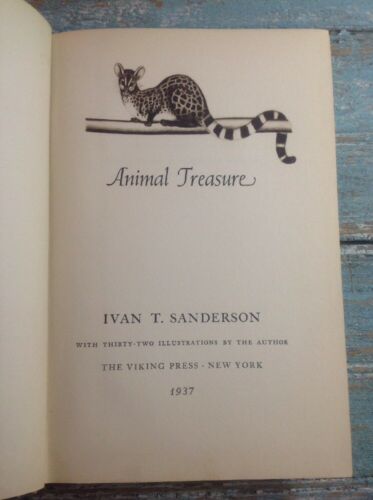 Animal Treasure
IVAN T. SANDERSON
WITH THIRTY-TWO ILLUSTRATIONS BY THE AUTHOR
THE VIKING PRESS · NEW YORK
1937